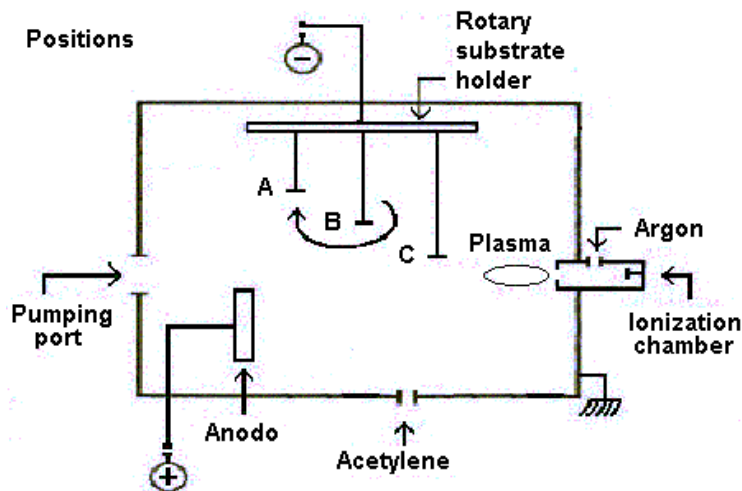 Positions
Rotary
substrate
holder
−
A
B
C
Plasma
Argon
Pumping
port
Ionization
chamber
Anodo
Acetylene
+